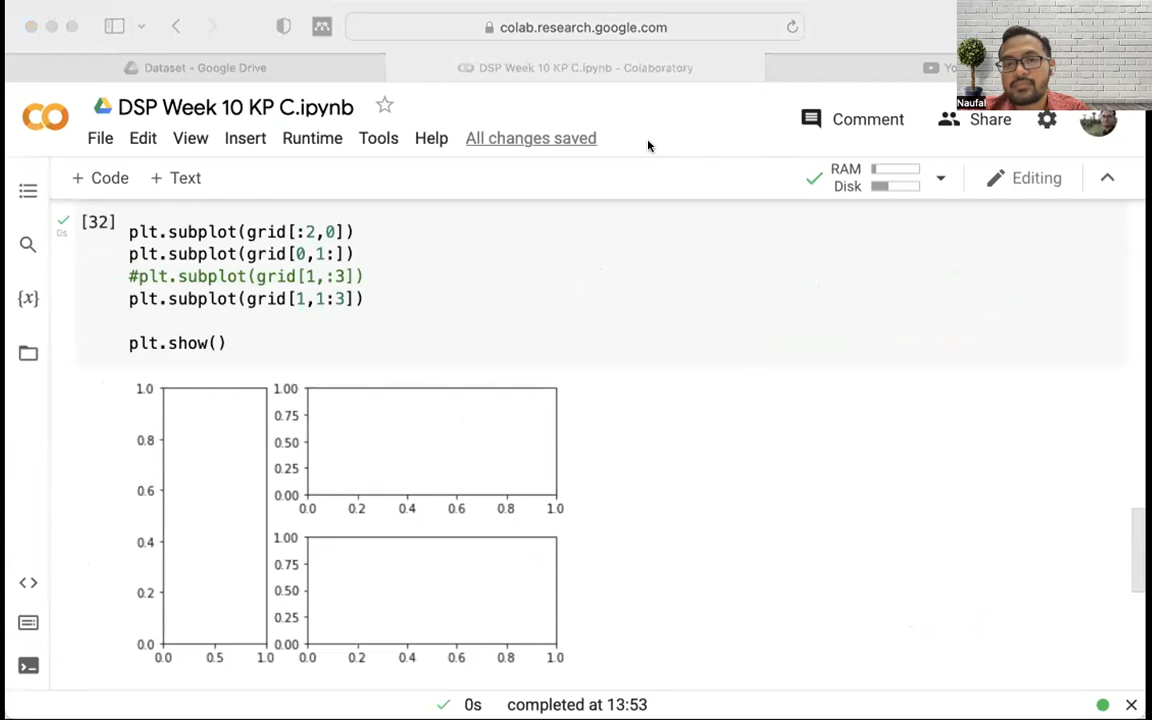 colab.research.google.com
Dataset - Google Drive
DSP Week 10 KP C.ipynb - Colaboratory
Yo
Naufal
DSP Week 10 KP C.ipynb
Comment
Share
File Edit View Insert Runtime Tools Help All changes saved
+ Code + Text
RAM
Disk
Editing
[32]
0s
plt.subplot(grid[:2,0])
plt.subplot(grid[0,1:])
#plt.subplot(grid[1,:3])
plt.subplot(grid[1,1:3])
plt.show()
{x}
1.0
0.8
0.6
0.4
0.2
0.0
0.0 0.5 1.0
1.00
0.75
0.50
0.25
0.00
0.0 0.2 0.4 0.6 0.8 1.0
1.00
0.75
0.50
0.25
0.00
0.0 0.2 0.4 0.6 0.8 1.0
0s completed at 13:53